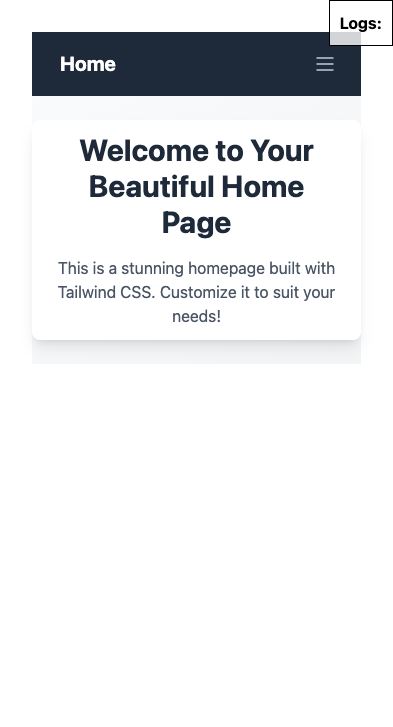 Logs:
Home
Welcome to Your
Beautiful Home
Page
This is a stunning homepage built with
Tailwind CSS. Customize it to suit your
needs!